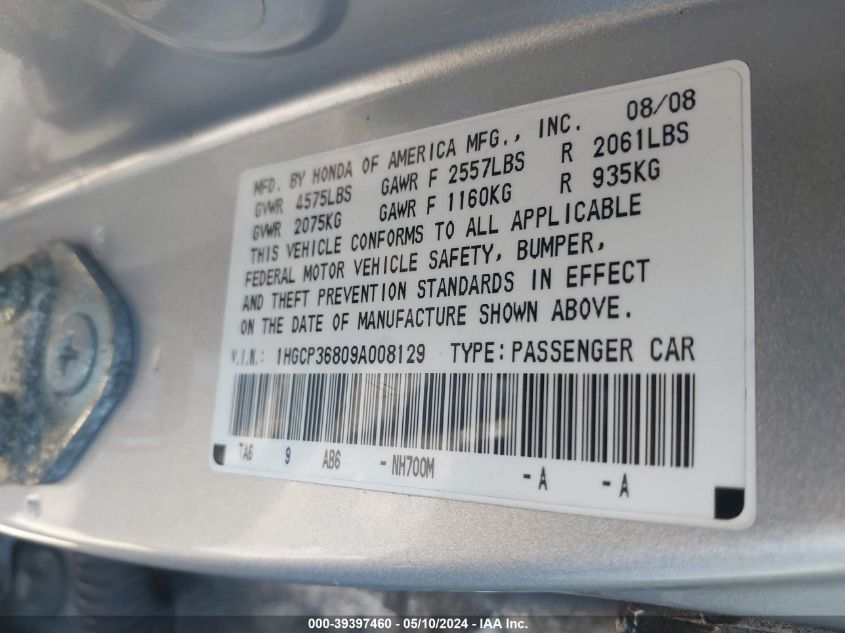 08/08
MFD. BY HONDA OF AMERICA MFG., INC.
GVWR 4575LBS GAWR F 2557LBS R 2061LBS
GVWR 2075KG GAWR F 1160KG R 935KG
THIS VEHICLE CONFORMS TO ALL APPLICABLE
FEDERAL MOTOR VEHICLE SAFETY, BUMPER,
AND THEFT PREVENTION STANDARDS IN EFFECT
ON THE DATE OF MANUFACTURE SHOWN ABOVE.
V.I.N.: 1HGCP36809A008129 TYPE: PASSENGER CAR
TA6 9 AB6 -NH700M -A -A
000-39397460 — 05/10/2024 — IAA Inc.